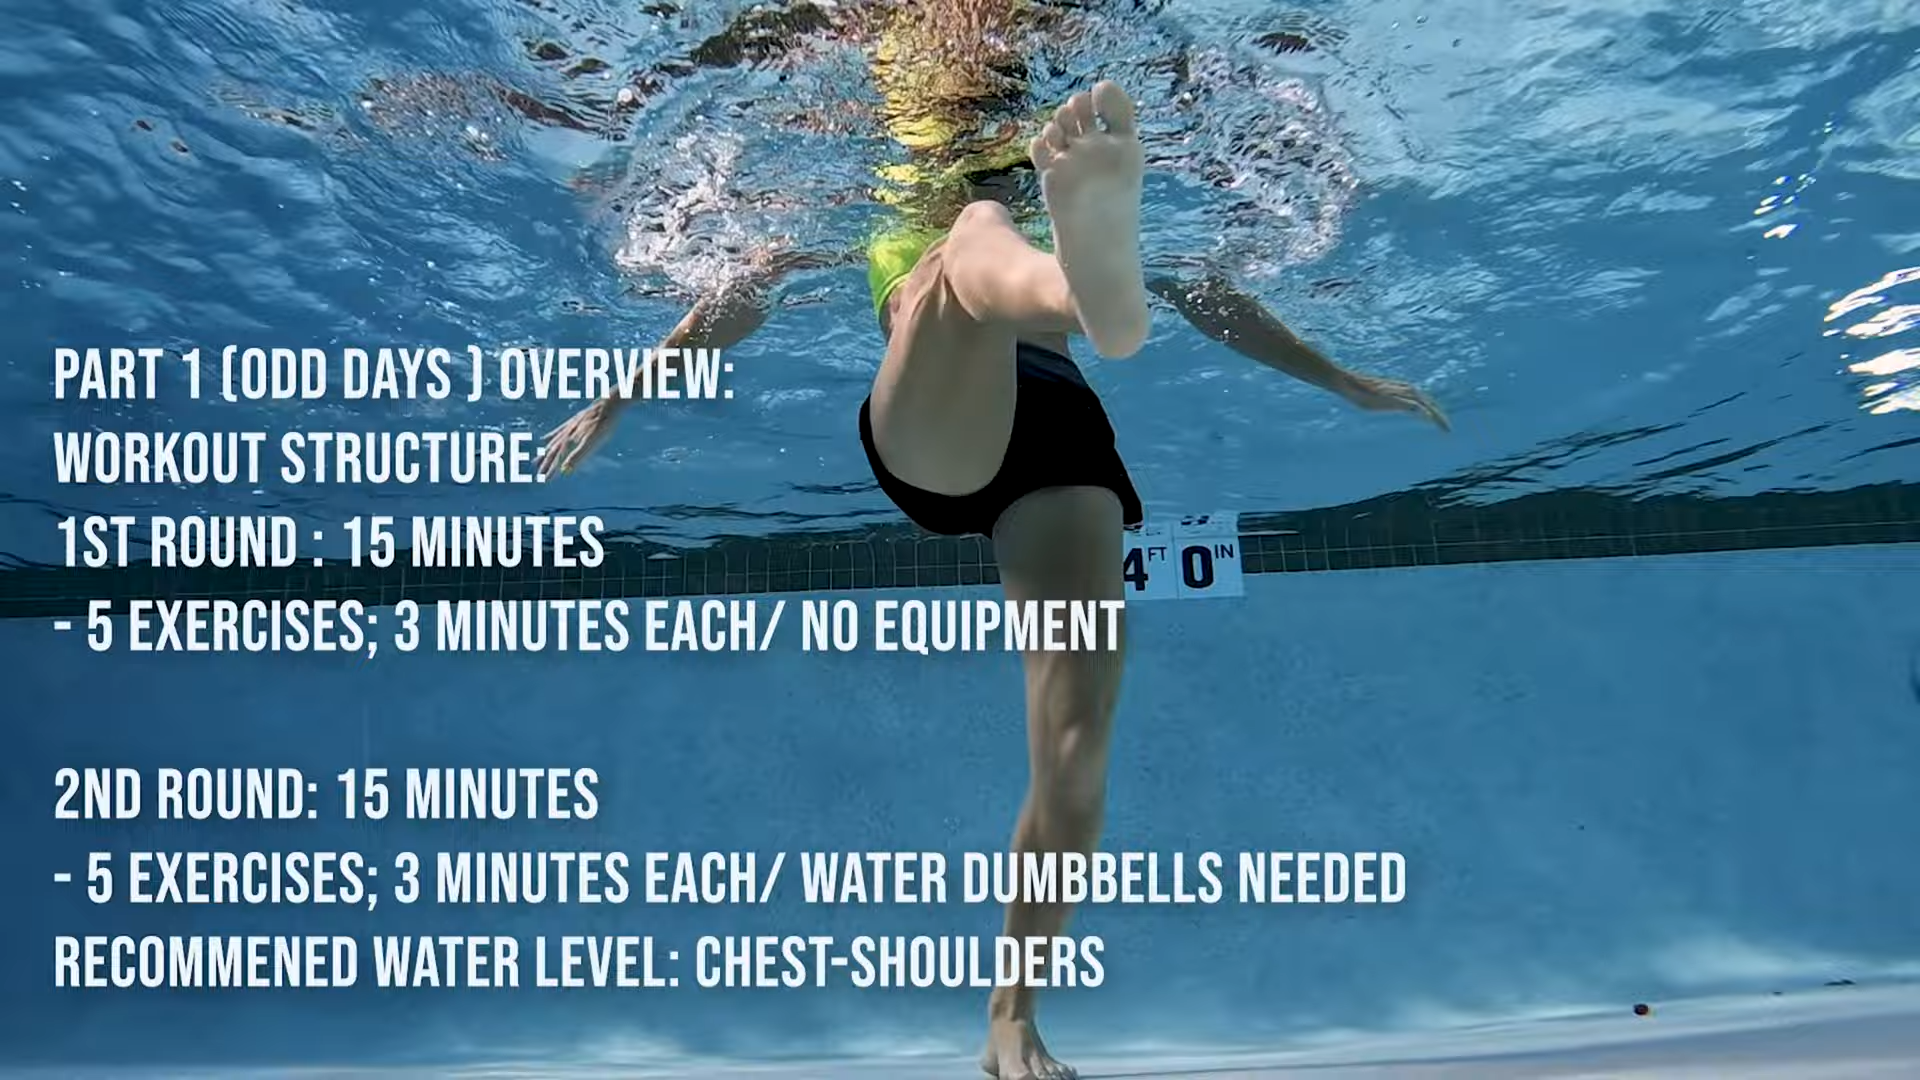 PART 1 (ODD DAYS ) OVERVIEW:
WORKOUT STRUCTURE:
1ST ROUND : 15 MINUTES
- 5 EXERCISES; 3 MINUTES EACH/ NO EQUIPMENT
4 FT 0 IN
2ND ROUND: 15 MINUTES
- 5 EXERCISES; 3 MINUTES EACH/ WATER DUMBBELLS NEEDED
RECOMMENED WATER LEVEL: CHEST-SHOULDERS